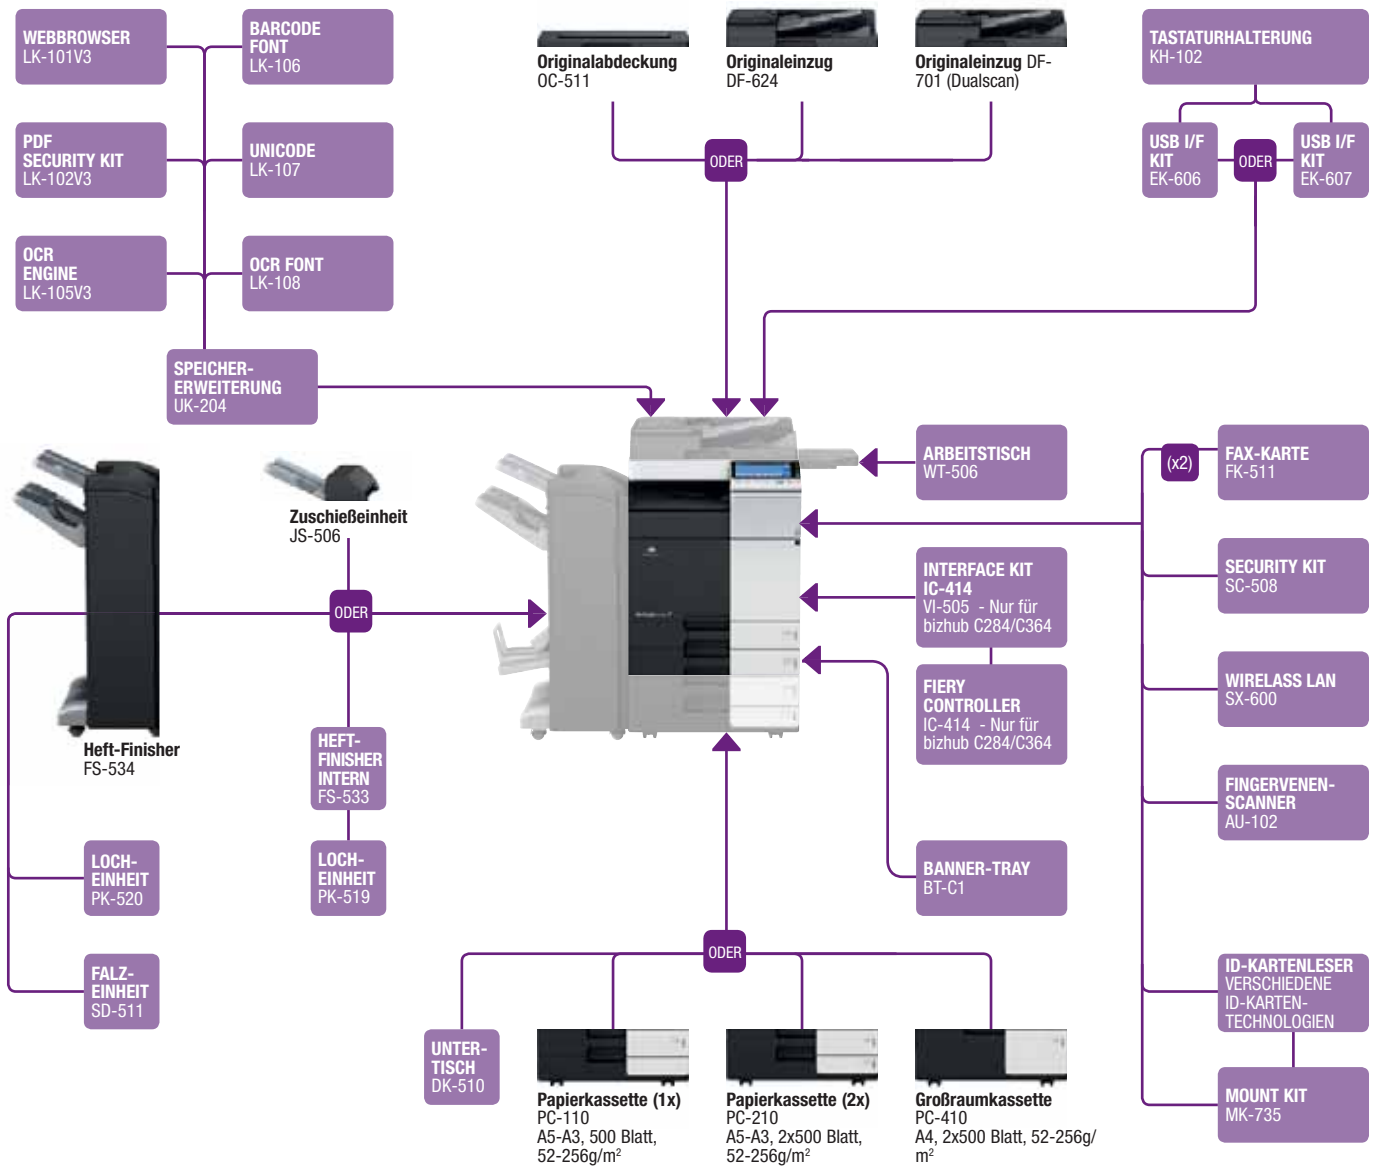 WEBBROWSER
LK-101V3
BARCODE
FONT
LK-106
PDF
SECURITY KIT
LK-102V3
UNICODE
LK-107
OCR
ENGINE
LK-105V3
OCR FONT
LK-108
SPEICHER-
ERWEITERUNG
UK-204
Originalabdeckung
OC-511
Originaleinzug
DF-624
Originaleinzug DF-
701 (Dualscan)
ODER
TASTATURHALTERUNG
KH-102
USB I/F
KIT
EK-606
ODER
USB I/F
KIT
EK-607
Heft-Finisher
FS-534
Zuschießeinheit
JS-506
ODER
HEFT-
FINISHER
INTERN
FS-533
LOCH-
EINHEIT
PK-519
LOCH-
EINHEIT
PK-520
FALZ-
EINHEIT
SD-511
ARBEITSTISCH
WT-506
INTERFACE KIT
IC-414
VI-505 - Nur für
bizhub C284/C364
FIERY
CONTROLLER
IC-414 - Nur für
bizhub C284/C364
BANNER-TRAY
BT-C1
(x2)
FAX-KARTE
FK-511
SECURITY KIT
SC-508
WIRELASS LAN
SX-600
FINGERVENEN-
SCANNER
AU-102
ID-KARTENLESER
VERSCHIEDENE
ID-KARTEN-
TECHNOLOGIEN
MOUNT KIT
MK-735
ODER
UNTER-
TISCH
DK-510
Papierkassette (1x)
PC-110
A5-A3, 500 Blatt,
52-256g/m²
Papierkassette (2x)
PC-210
A5-A3, 2x500 Blatt,
52-256g/m²
Großraumkassette
PC-410
A4, 2x500 Blatt, 52-256g/
m²